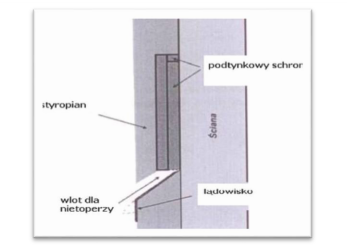 podtynkowy schron
styropian
Ściana
lądowisko
wlot dla
nietoperzy